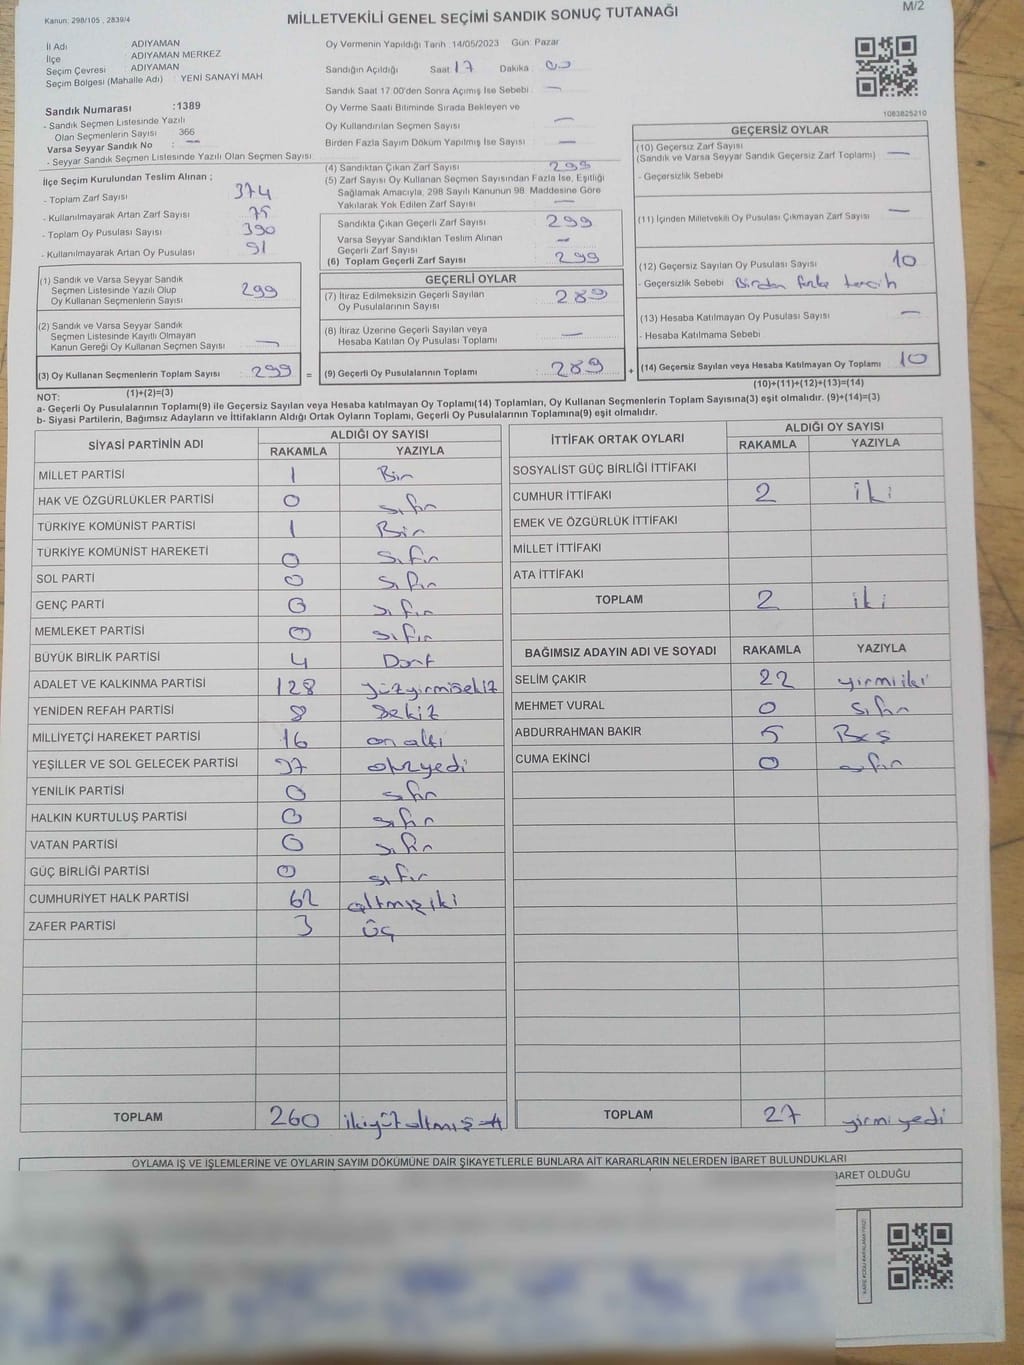 Kanun: 298/105 , 2839/4
MİLLETVEKİLİ GENEL SEÇİMİ SANDIK SONUÇ TUTANAĞI
M/2
İl Adı ADIYAMAN
İlçe : ADIYAMAN MERKEZ
Seçim Çevresi ADIYAMAN
Seçim Bölgesi (Mahalle Adı) : YENİ SANAYİ MAH
Sandık Numarası :1389
- Sandık Seçmen Listesinde Yazılı
Olan Seçmenlerin Sayısı 366
Varsa Seyyar Sandık No : —
- Seyyar Sandık Seçmen Listesinde Yazılı Olan Seçmen Sayısı
İlçe Seçim Kurulundan Teslim Alınan ;
- Toplam Zarf Sayısı 374
- Kullanılmayarak Artan Zarf Sayısı 75
- Toplam Oy Pusulası Sayısı 390
- Kullanılmayarak Artan Oy Pusulası 91
(1) Sandık ve Varsa Seyyar Sandık
Seçmen Listesinde Yazılı Olup
Oy Kullanan Seçmenlerin Sayısı 299
(2) Sandık ve Varsa Seyyar Sandık
Seçmen Listesinde Kayıtlı Olmayan
Kanun Gereği Oy Kullanan Seçmen Sayısı —
(3) Oy Kullanan Seçmenlerin Toplam Sayısı : 299 =
(1)+(2)=(3)
Oy Vermenin Yapıldığı Tarih :14/05/2023 Gün: Pazar
Sandığın Açıldığı Saat 17 Dakika : 00
Sandık Saat 17.00'den Sonra Açımış İse Sebebi : —
Oy Verme Saati Bitiminde Sırada Bekleyen ve
Oy Kullandırılan Seçmen Sayısı : —
Birden Fazla Sayım Döküm Yapılmış İse Sayısı : —
(4) Sandıktan Çıkan Zarf Sayısı : 299
(5) Zarf Sayısı Oy Kullanan Seçmen Sayısından Fazla İse, Eşitliği
Sağlamak Amacıyla, 298 Sayılı Kanunun 98. Maddesine Göre
Yakılarak Yok Edilen Zarf Sayısı : —
Sandıkta Çıkan Geçerli Zarf Sayısı : 299
Varsa Seyyar Sandıktan Teslim Alınan
Geçerli Zarf Sayısı : —
(6) Toplam Geçerli Zarf Sayısı : 299
GEÇERLİ OYLAR
(7) İtiraz Edilmeksizin Geçerli Sayılan
Oy Pusulalarının Sayısı : 289
(8) İtiraz Üzerine Geçerli Sayılan veya
Hesaba Katılan Oy Pusulası Toplamı : —
(9) Geçerli Oy Pusulalarının Toplamı : 289 +
1083825210
GEÇERSİZ OYLAR
(10) Geçersiz Zarf Sayısı
(Sandık ve Varsa Seyyar Sandık Geçersiz Zarf Toplamı) : —
- Geçersizlik Sebebi
(11) İçinden Milletvekili Oy Pusulası Çıkmayan Zarf Sayısı : —
(12) Geçersiz Sayılan Oy Pusulası Sayısı : 10
- Geçersizlik Sebebi : Birden fazla tercih
(13) Hesaba Katılmayan Oy Pusulası Sayısı : —
- Hesaba Katılmama Sebebi
(14) Geçersiz Sayılan veya Hesaba Katılmayan Oy Toplamı : 10
(10)+(11)+(12)+(13)=(14)
NOT:
a- Geçerli Oy Pusulalarının Toplamı(9) ile Geçersiz Sayılan veya Hesaba katılmayan Oy Toplamı(14) Toplamları, Oy Kullanan Seçmenlerin Toplam Sayısına(3) eşit olmalıdır. (9)+(14)=(3)
b- Siyasi Partilerin, Bağımsız Adayların ve İttifakların Aldığı Ortak Oyların Toplamı, Geçerli Oy Pusulalarının Toplamına(9) eşit olmalıdır.
SİYASİ PARTİNİN ADI ALDIĞI OY SAYISI
RAKAMLA YAZIYLA
MİLLET PARTİSİ 1 Bir
HAK VE ÖZGÜRLÜKLER PARTİSİ 0 sıfır
TÜRKİYE KOMÜNİST PARTİSİ 1 Bir
TÜRKİYE KOMÜNİST HAREKETİ 0 sıfır
SOL PARTİ 0 sıfır
GENÇ PARTİ 0 sıfır
MEMLEKET PARTİSİ 0 sıfır
BÜYÜK BİRLİK PARTİSİ 4 Dört
ADALET VE KALKINMA PARTİSİ 128 yüzyirmisekiz
YENİDEN REFAH PARTİSİ 8 Sekiz
MİLLİYETÇİ HAREKET PARTİSİ 16 on altı
YEŞİLLER VE SOL GELECEK PARTİSİ 37 otuzyedi
YENİLİK PARTİSİ 0 sıfır
HALKIN KURTULUŞ PARTİSİ 0 sıfır
VATAN PARTİSİ 0 sıfır
GÜÇ BİRLİĞİ PARTİSİ 0 sıfır
CUMHURİYET HALK PARTİSİ 62 altmış iki
ZAFER PARTİSİ 3 üç
TOPLAM 260 ikiyüz altmış
İTTİFAK ORTAK OYLARI ALDIĞI OY SAYISI
RAKAMLA YAZIYLA
SOSYALİST GÜÇ BİRLİĞİ İTTİFAKI
CUMHUR İTTİFAKI 2 iki
EMEK VE ÖZGÜRLÜK İTTİFAKI
MİLLET İTTİFAKI
ATA İTTİFAKI
TOPLAM 2 iki
BAĞIMSIZ ADAYIN ADI VE SOYADI RAKAMLA YAZIYLA
SELİM ÇAKIR 22 yirmi iki
MEHMET VURAL 0 sıfır
ABDURRAHMAN BAKIR 5 Beş
CUMA EKİNCİ 0 sıfır
TOPLAM 27 yirmi yedi
OYLAMA İŞ VE İŞLEMLERİNE VE OYLARIN SAYIM DÖKÜMÜNE DAİR ŞİKAYETLERLE BUNLARA AİT KARARLARIN NELERDEN İBARET BULUNDUKLARI
BARET OLDUĞU